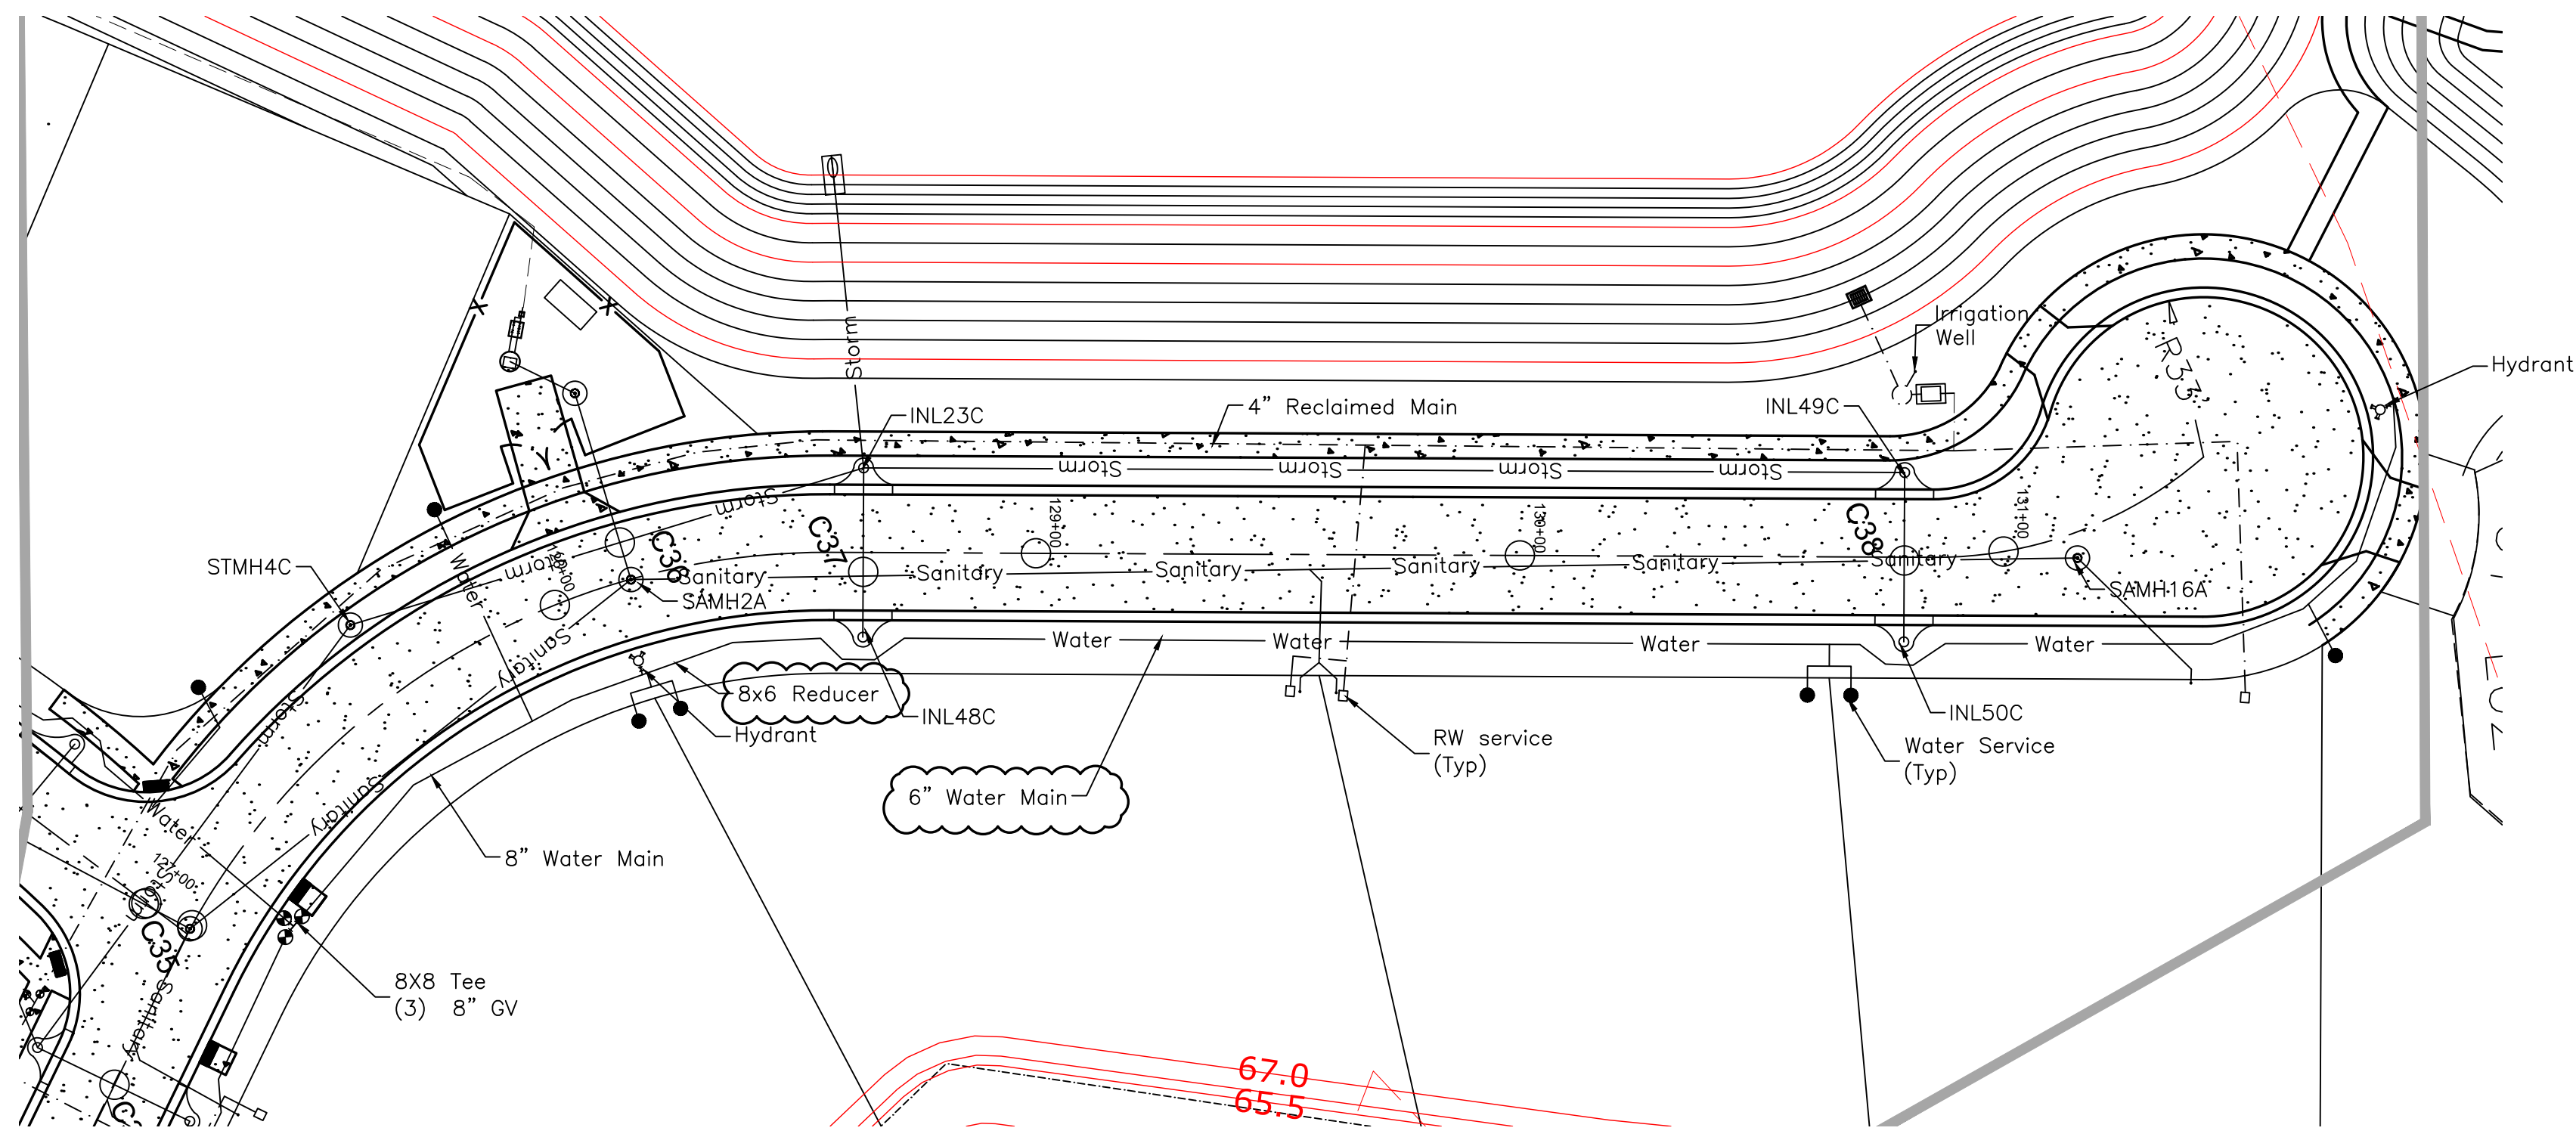 Irrigation
Well
R33'
Hydrant
Storm
INL23C
4” Reclaimed Main
INL49C
Storm
Storm
Storm
Storm
Storm
129+00
130+00
131+00
C37
C38
C36
128+00
Storm
Water
STMH4C
Sanitary
Sanitary
Sanitary
Sanitary
Sanitary
Sanitary
SAMH2A
SAMH16A
Sanitary
Water
Water
Water
Water
8x6 Reducer
INL48C
Hydrant
INL50C
RW service
(Typ)
Water Service
(Typ)
Storm
6” Water Main
Sanitary
Water
8” Water Main
127+00
Storm
C35
8X8 Tee
(3) 8” GV
Sanitary
67.0
65.5